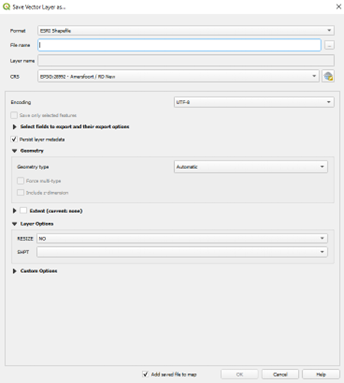 Save Vector Layer as...
Format ESRI Shapefile
File name
Layer name
CRS EPSG:28992 - Amersfoort / RD New
Encoding UTF-8
Save only selected features
Select fields to export and their export options
Persist layer metadata
Geometry
Geometry type Automatic
Force multi-type
Include z-dimension
Extent (current: none)
Layer Options
RESIZE NO
SHPT
Custom Options
Add saved file to map OK Cancel Help